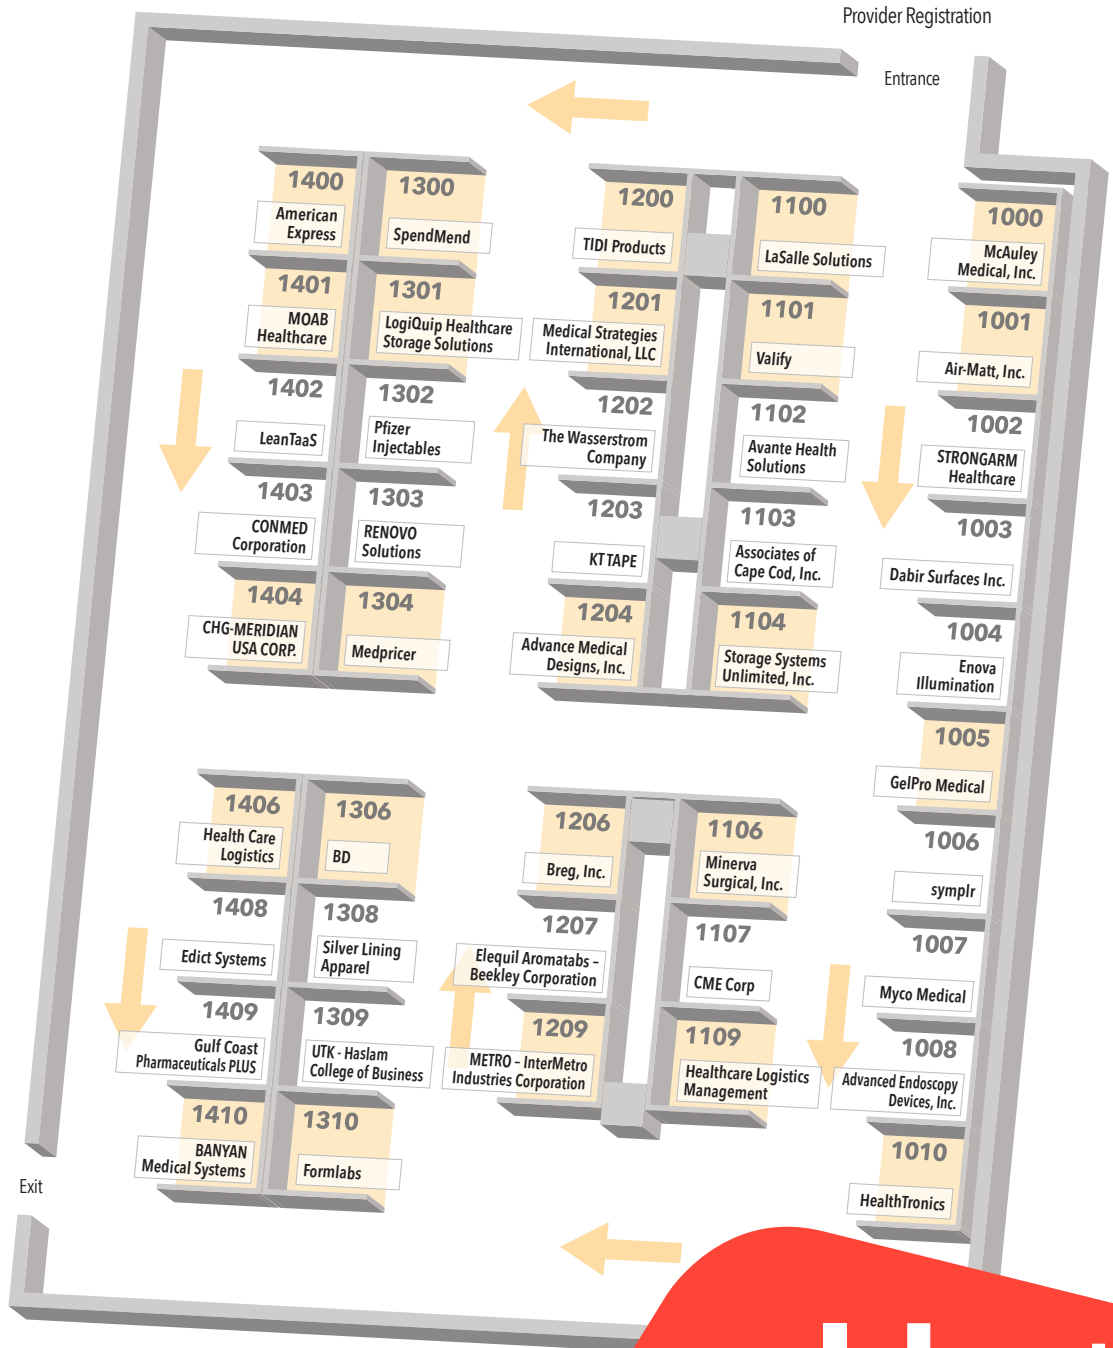 Provider Registration
Entrance
1400
American
Express
1300
SpendMend
1401
MOAB
Healthcare
1301
LogiQuip Healthcare
Storage Solutions
1402
LeanTaaS
1302
Pfizer
Injectables
1403
CONMED
Corporation
1303
RENOVO
Solutions
1404
CHG-MERIDIAN
USA CORP.
1304
Medpricer
1200
TIDI Products
1100
LaSalle Solutions
1201
Medical Strategies
International, LLC
1101
Valify
1202
The Wasserstrom
Company
1102
Avante Health
Solutions
1203
KT TAPE
1103
Associates of
Cape Cod, Inc.
1204
Advance Medical
Designs, Inc.
1104
Storage Systems
Unlimited, Inc.
1000
McAuley
Medical, Inc.
1001
Air-Matt, Inc.
1002
STRONGARM
Healthcare
1003
Dabir Surfaces Inc.
1004
Enova
Illumination
1005
GelPro Medical
1006
symplr
1007
Myco Medical
1008
Advanced Endoscopy
Devices, Inc.
1010
HealthTronics
1406
Health Care
Logistics
1306
BD
1408
Edict Systems
1308
Silver Lining
Apparel
1409
Gulf Coast
Pharmaceuticals PLUS
1309
UTK - Haslam
College of Business
1410
BANYAN
Medical Systems
1310
Formlabs
1206
Breg, Inc.
1106
Minerva
Surgical, Inc.
1207
Elequil Aromatabs –
Beekley Corporation
1107
CME Corp
1209
METRO – InterMetro
Industries Corporation
1109
Healthcare Logistics
Management
Exit